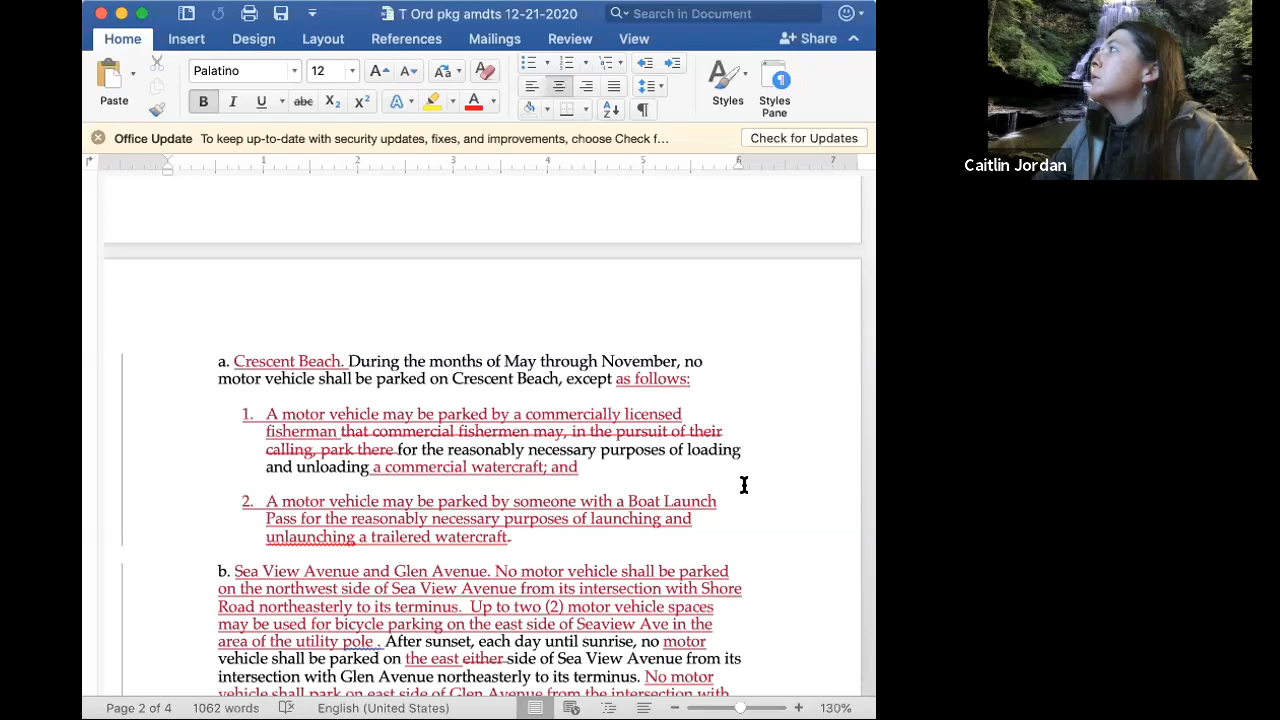 T Ord pkg amdts 12-21-2020
Search in Document
Home Insert Design Layout References Mailings Review View Share
Palatino 12
Paste
B I U abc X₂ X² A A
Styles Styles Pane
Office Update To keep up-to-date with security updates, fixes, and improvements, choose Check f... Check for Updates
1 2 3 4 5 6 7
a. Crescent Beach. During the months of May through November, no
motor vehicle shall be parked on Crescent Beach, except as follows:
1. A motor vehicle may be parked by a commercially licensed
fisherman that commercial fishermen may, in the pursuit of their
calling, park there for the reasonably necessary purposes of loading
and unloading a commercial watercraft; and
2. A motor vehicle may be parked by someone with a Boat Launch
Pass for the reasonably necessary purposes of launching and
unlaunching a trailered watercraft.
b. Sea View Avenue and Glen Avenue. No motor vehicle shall be parked
on the northwest side of Sea View Avenue from its intersection with Shore
Road northeasterly to its terminus. Up to two (2) motor vehicle spaces
may be used for bicycle parking on the east side of Seaview Ave in the
area of the utility pole . After sunset, each day until sunrise, no motor
vehicle shall be parked on the east either side of Sea View Avenue from its
intersection with Glen Avenue northeasterly to its terminus. No motor
vehicle shall park on east side of Glen Avenue from the intersection with
Page 2 of 4 1062 words English (United States) 130%
Caitlin Jordan